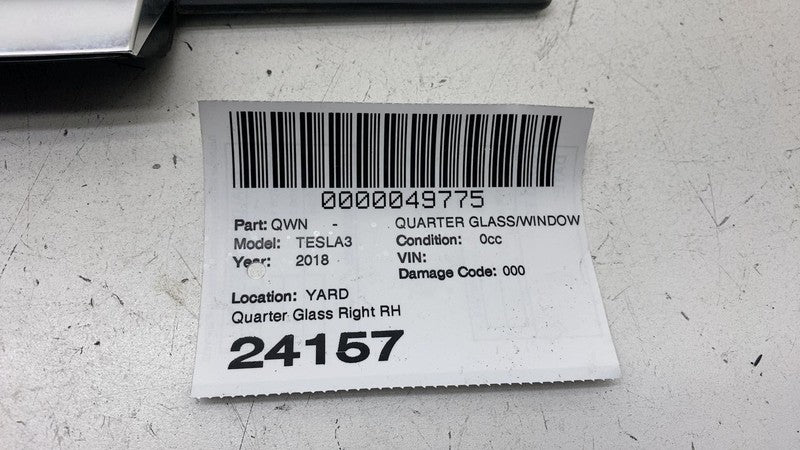 0000049775
Part: QWN - QUARTER GLASS/WINDOW
Model: TESLA3 Condition: 0cc
Year: 2018 VIN:
Damage Code: 000
Location: YARD
Quarter Glass Right RH
24157